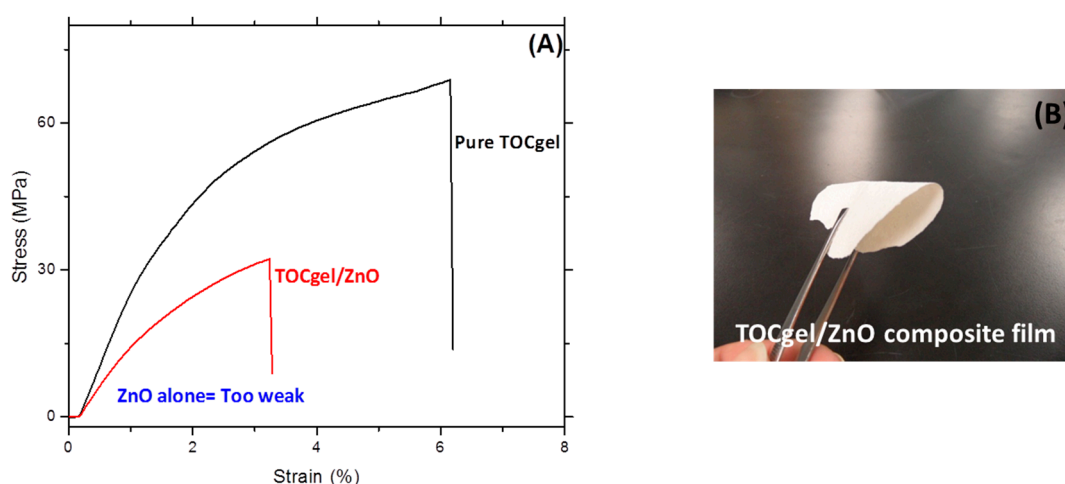 (A)
Stress (MPa)
60
30
0
Pure TOCgel
TOCgel/ZnO
ZnO alone= Too weak
0 2 4 6 8
Strain (%)
(B)
TOCgel/ZnO composite film